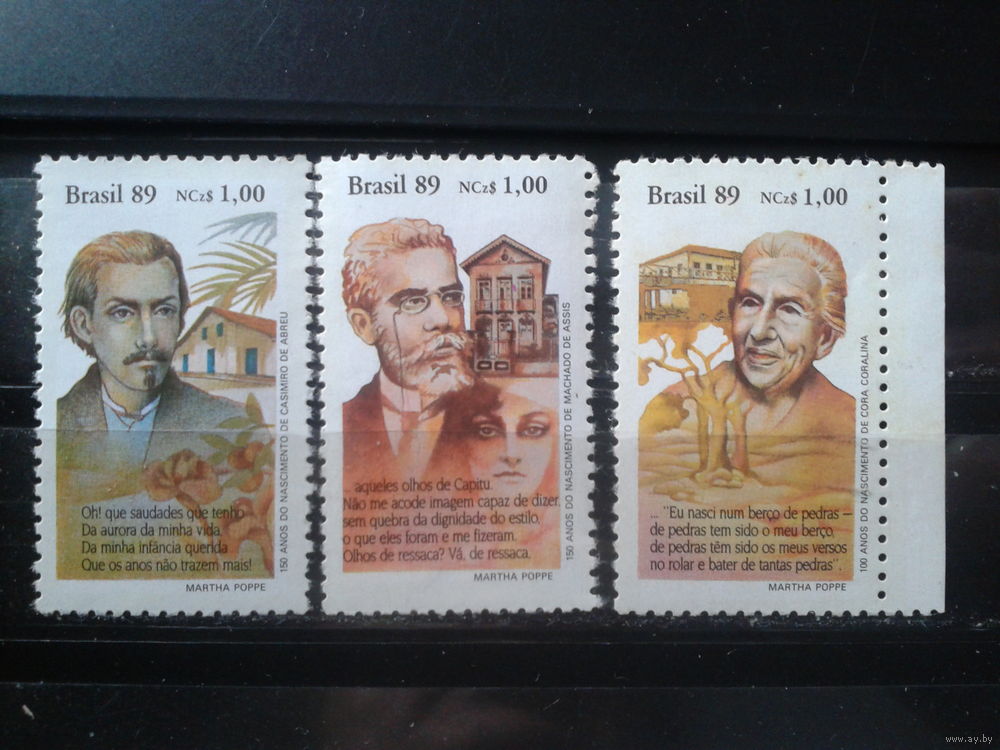 Brasil 89 NCz$ 1,00
150 ANOS DO NASCIMENTO DE CASIMIRO DE ABREU
Oh! que saudades que tenho
Da aurora da minha vida,
Da minha infância querida
Que os anos não trazem mais!
MARTHA POPPE
Brasil 89 NCz$ 1,00
150 ANOS DO NASCIMENTO DE MACHADO DE ASSIS
aqueles olhos de Capitu.
Não me acode imagem capaz de dizer,
sem quebra da dignidade do estilo,
o que eles foram e me fizeram.
Olhos de ressaca? Vá, de ressaca.
MARTHA POPPE
Brasil 89 NCz$ 1,00
100 ANOS DO NASCIMENTO DE CORA CORALINA
... "Eu nasci num berço de pedras –
de pedras tem sido o meu berço,
de pedras têm sido os meus versos
no rolar e bater de tantas pedras".
MARTHA POPPE
www.ay.by